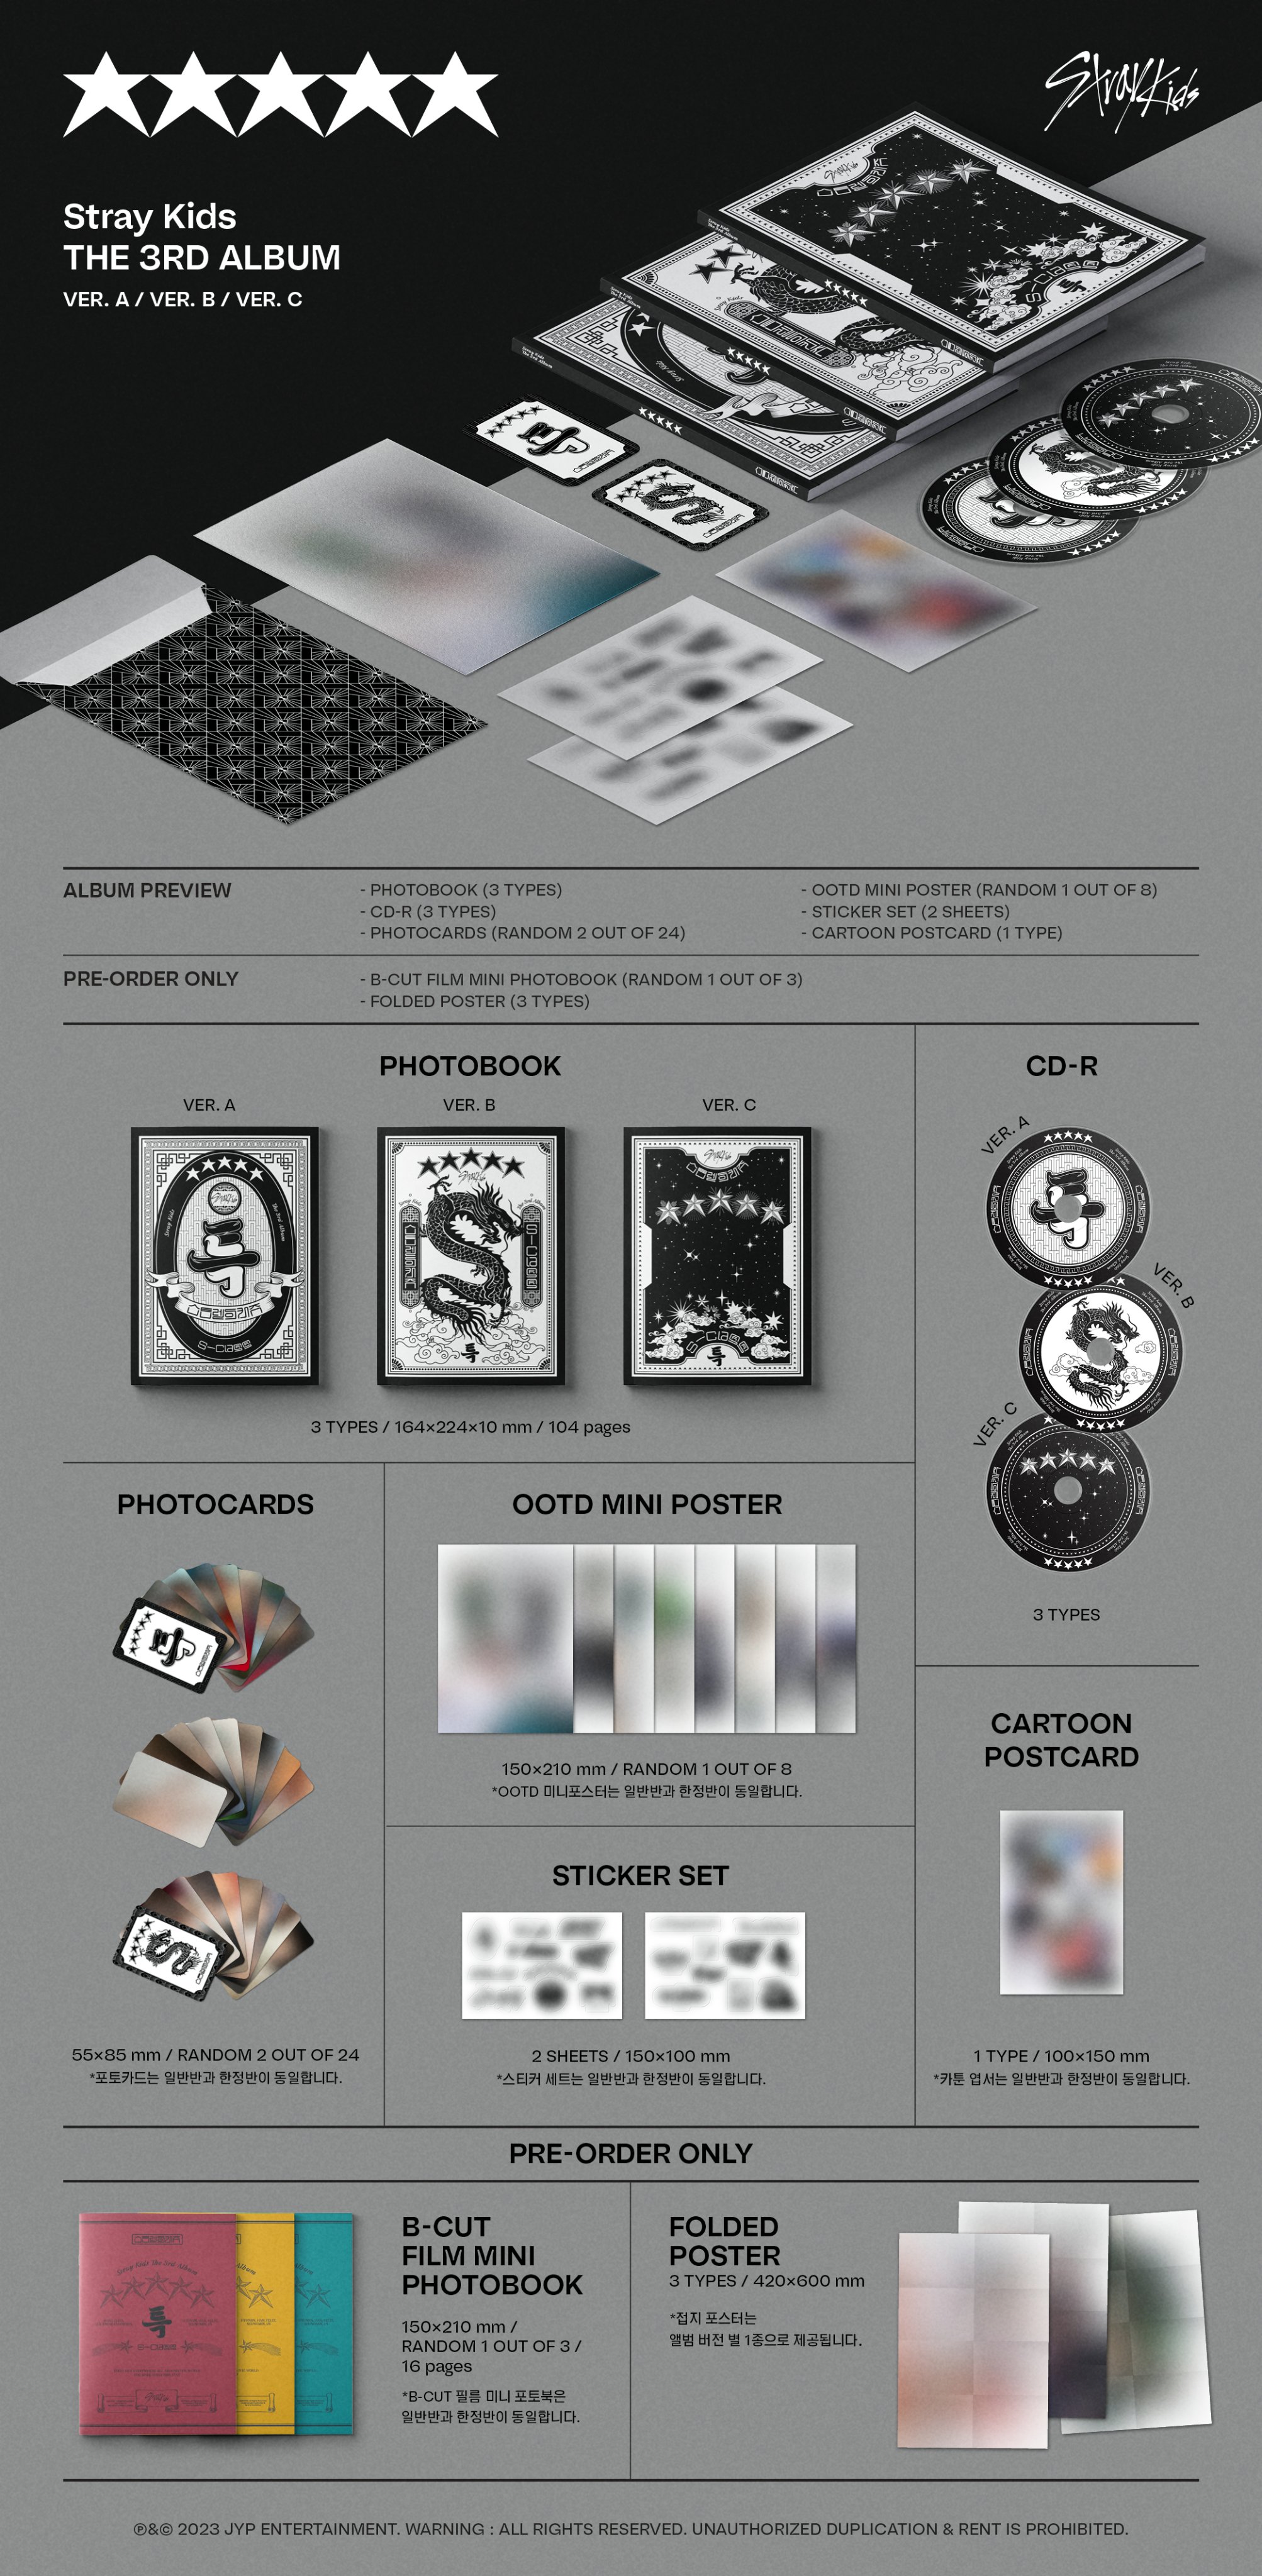 ★★★★★
Stray Kids
Stray Kids
THE 3RD ALBUM
VER. A / VER. B / VER. C
ALBUM PREVIEW
- PHOTOBOOK (3 TYPES)
- CD-R (3 TYPES)
- PHOTOCARDS (RANDOM 2 OUT OF 24)
- OOTD MINI POSTER (RANDOM 1 OUT OF 8)
- STICKER SET (2 SHEETS)
- CARTOON POSTCARD (1 TYPE)
PRE-ORDER ONLY
- B-CUT FILM MINI PHOTOBOOK (RANDOM 1 OUT OF 3)
- FOLDED POSTER (3 TYPES)
PHOTOBOOK
VER. A
VER. B
VER. C
특
S-Class
특
3 TYPES / 164×224×10 mm / 104 pages
CD-R
VER. A
특
VER. B
VER. C
3 TYPES
PHOTOCARDS
특
55×85 mm / RANDOM 2 OUT OF 24
*포토카드는 일반반과 한정반이 동일합니다.
OOTD MINI POSTER
150×210 mm / RANDOM 1 OUT OF 8
*OOTD 미니포스터는 일반반과 한정반이 동일합니다.
STICKER SET
2 SHEETS / 150×100 mm
*스티커 세트는 일반반과 한정반이 동일합니다.
CARTOON
POSTCARD
1 TYPE / 100×150 mm
*카툰 엽서는 일반반과 한정반이 동일합니다.
PRE-ORDER ONLY
Stray Kids The 3rd Album
특
S-Class
B-CUT
FILM MINI
PHOTOBOOK
150×210 mm /
RANDOM 1 OUT OF 3 /
16 pages
*B-CUT 필름 미니 포토북은
일반반과 한정반이 동일합니다.
FOLDED
POSTER
3 TYPES / 420×600 mm
*접지 포스터는
앨범 버전 별 1종으로 제공됩니다.
℗&© 2023 JYP ENTERTAINMENT. WARNING : ALL RIGHTS RESERVED. UNAUTHORIZED DUPLICATION & RENT IS PROHIBITED.